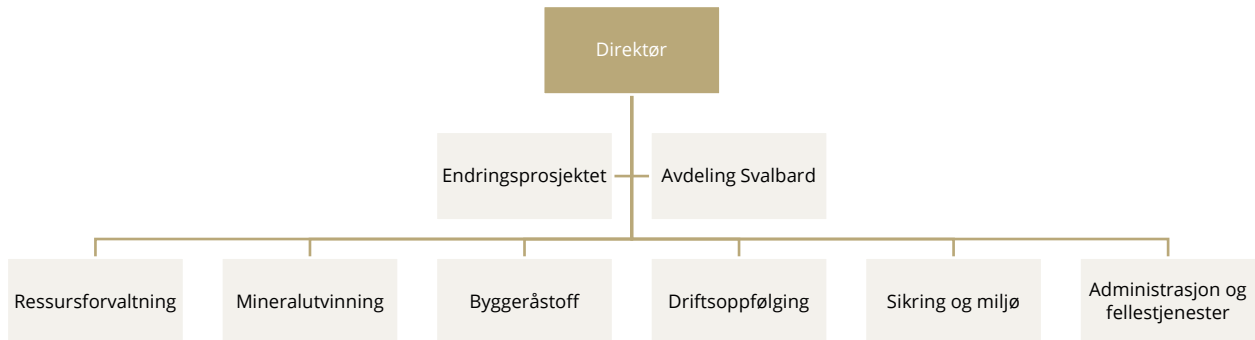 Direktør
Endringsprosjektet
Avdeling Svalbard
Ressursforvaltning
Mineralutvinning
Byggeråstoff
Driftsoppfølging
Sikring og miljø
Administrasjon og
fellestjenester